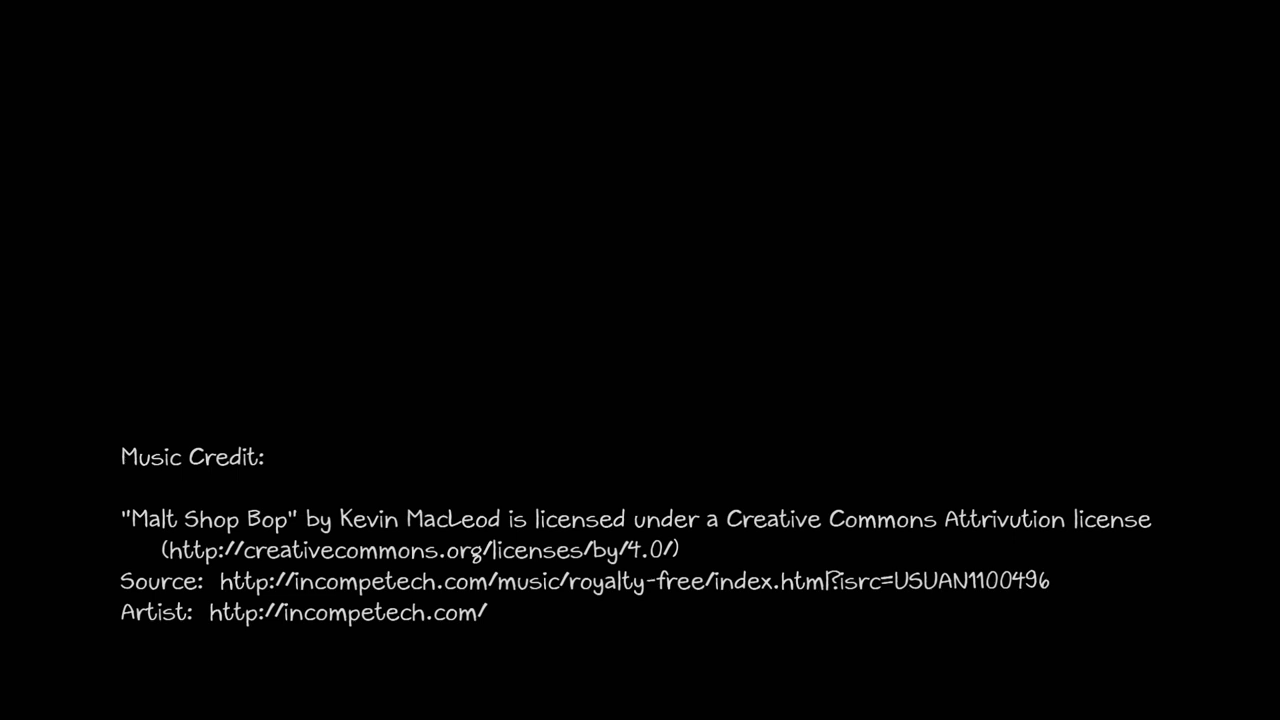 Music Credit:
"Malt Shop Bop" by Kevin MacLeod is licensed under a Creative Commons Attrivution license
(http://creativecommons.org/licenses/by/4.0/)
Source: http://incompetech.com/music/royalty-free/index.html?isrc=USUAN1100496
Artist: http://incompetech.com/